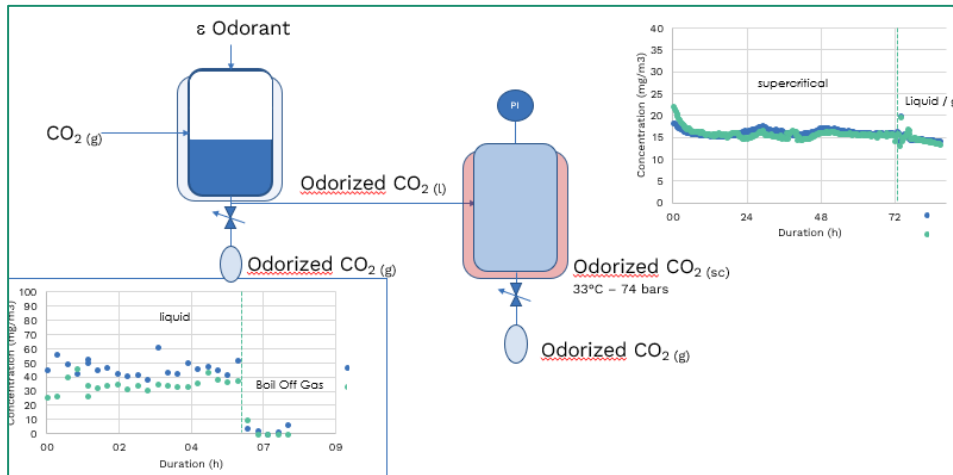 ε Odorant
CO2 (g)
PI
Odorized CO2 (l)
Odorized CO2 (g)
Odorized CO2 (sc)
33°C – 74 bars
Odorized CO2 (g)
40
35
30
25
20
15
10
5
0
Concentration (mg/m3)
supercritical
Liquid / g
00 24 48 72
Duration (h)
100
90
80
70
60
50
40
30
20
10
0
Concentration (mg/m3)
liquid
Boil Off Gas
00 02 04 07 09
Duration (h)